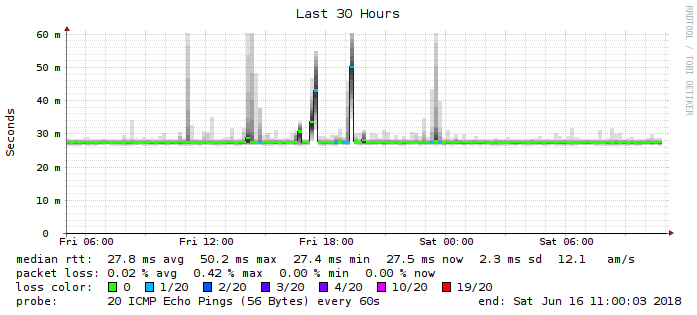 Last 30 Hours
RRDTOOL / TOBI OETIKER
Seconds
60 m
50 m
40 m
30 m
20 m
10 m
0
Fri 06:00 Fri 12:00 Fri 18:00 Sat 00:00 Sat 06:00
median rtt: 27.8 ms avg 50.2 ms max 27.4 ms min 27.5 ms now 2.3 ms sd 12.1 am/s
packet loss: 0.02 % avg 0.42 % max 0.00 % min 0.00 % now
loss color: 0 1/20 2/20 3/20 4/20 10/20 19/20
probe: 20 ICMP Echo Pings (56 Bytes) every 60s end: Sat Jun 16 11:00:03 2018